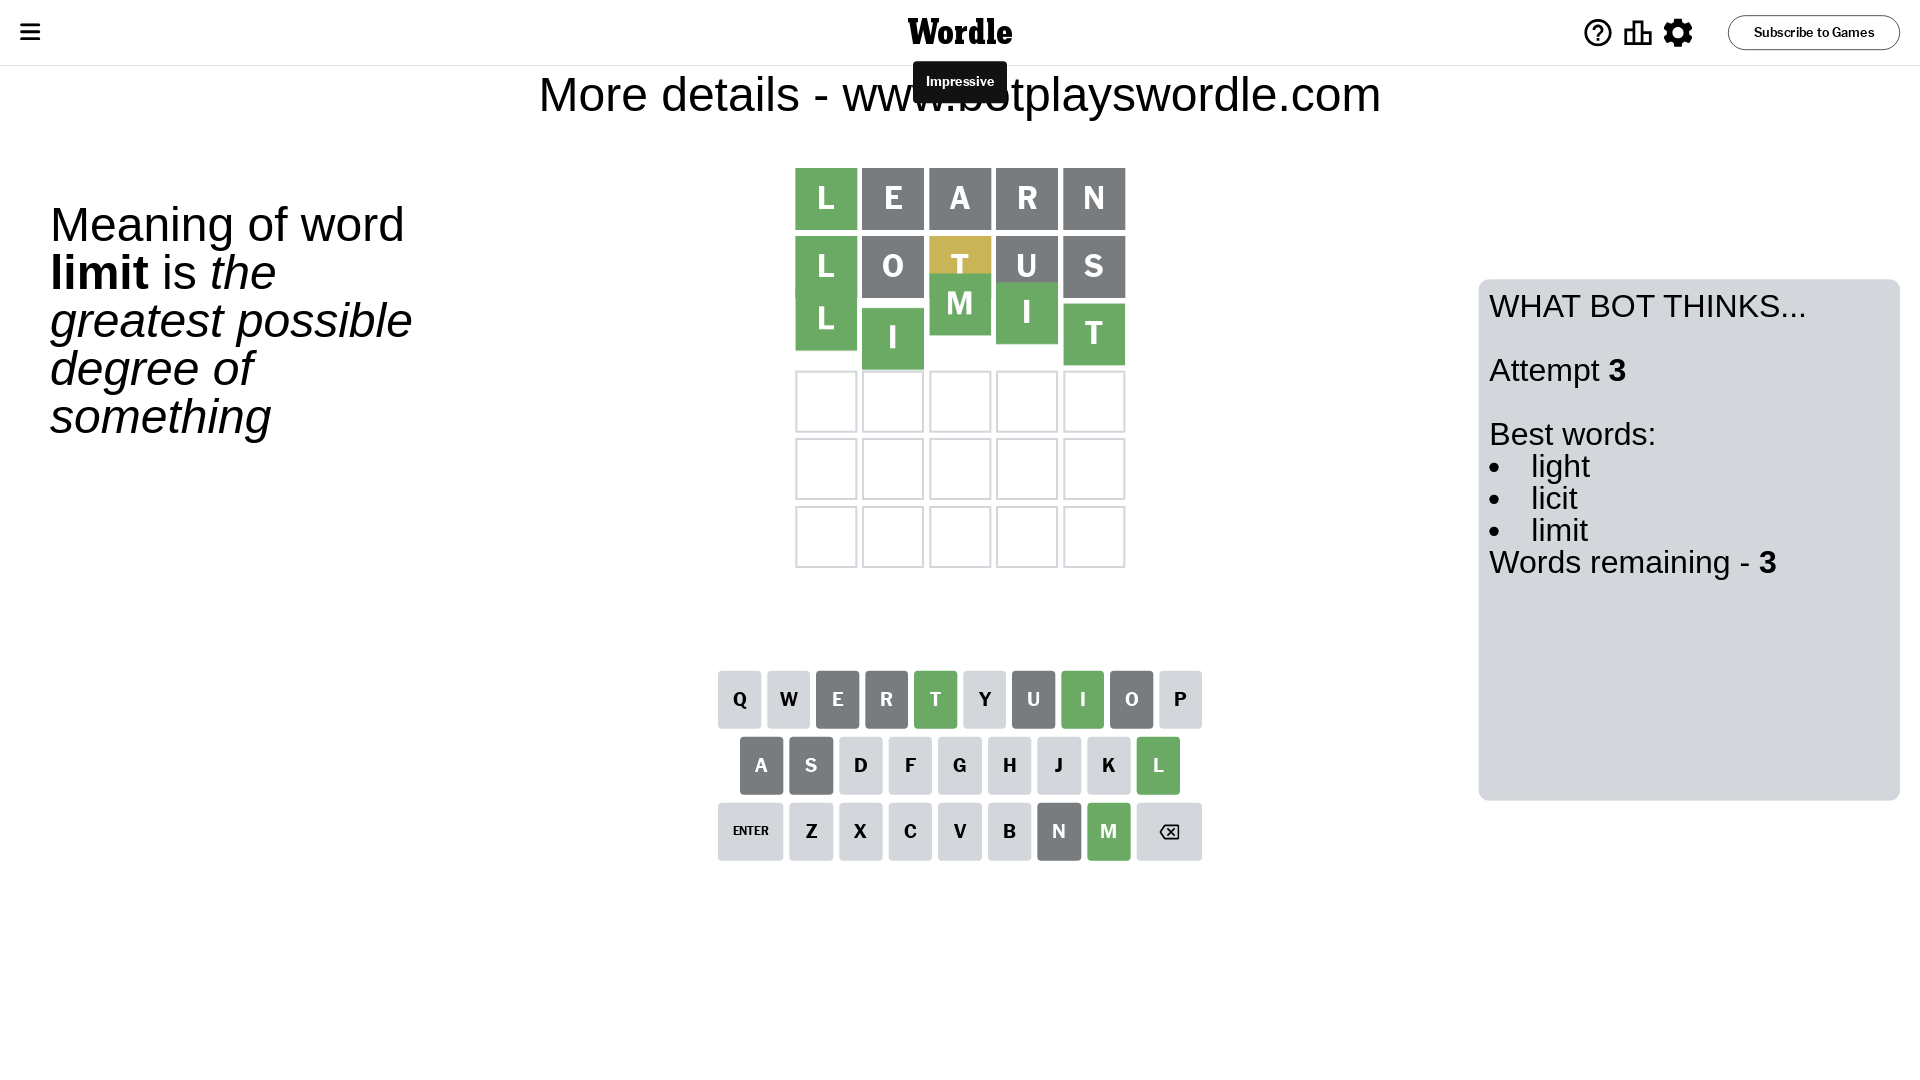 Wordle
Subscribe to Games
Impressive
More details - www.botplayswordle.com
Meaning of word
limit is the
greatest possible
degree of
something
L E A R N
L O T U S
L I M I T
WHAT BOT THINKS...
Attempt 3
Best words:
• light
• licit
• limit
Words remaining - 3
Q W E R T Y U I O P
A S D F G H J K L
ENTER Z X C V B N M